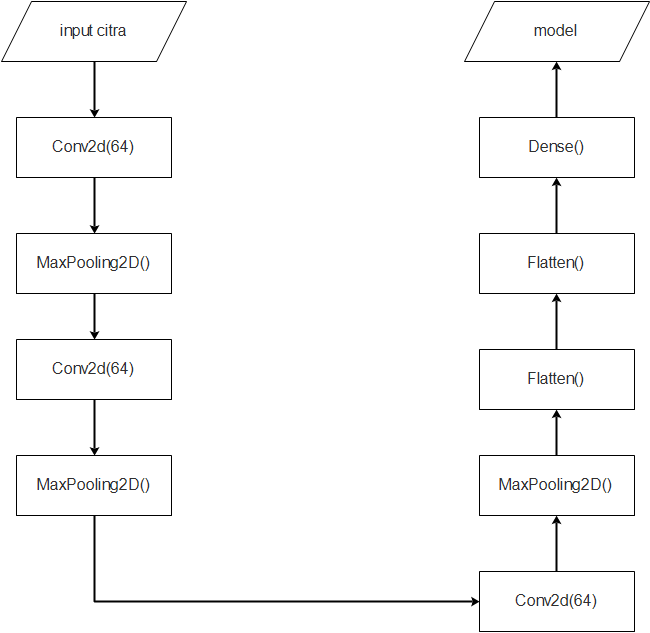 input citra
Conv2d(64)
MaxPooling2D()
Conv2d(64)
MaxPooling2D()
Conv2d(64)
MaxPooling2D()
Flatten()
Flatten()
Dense()
model